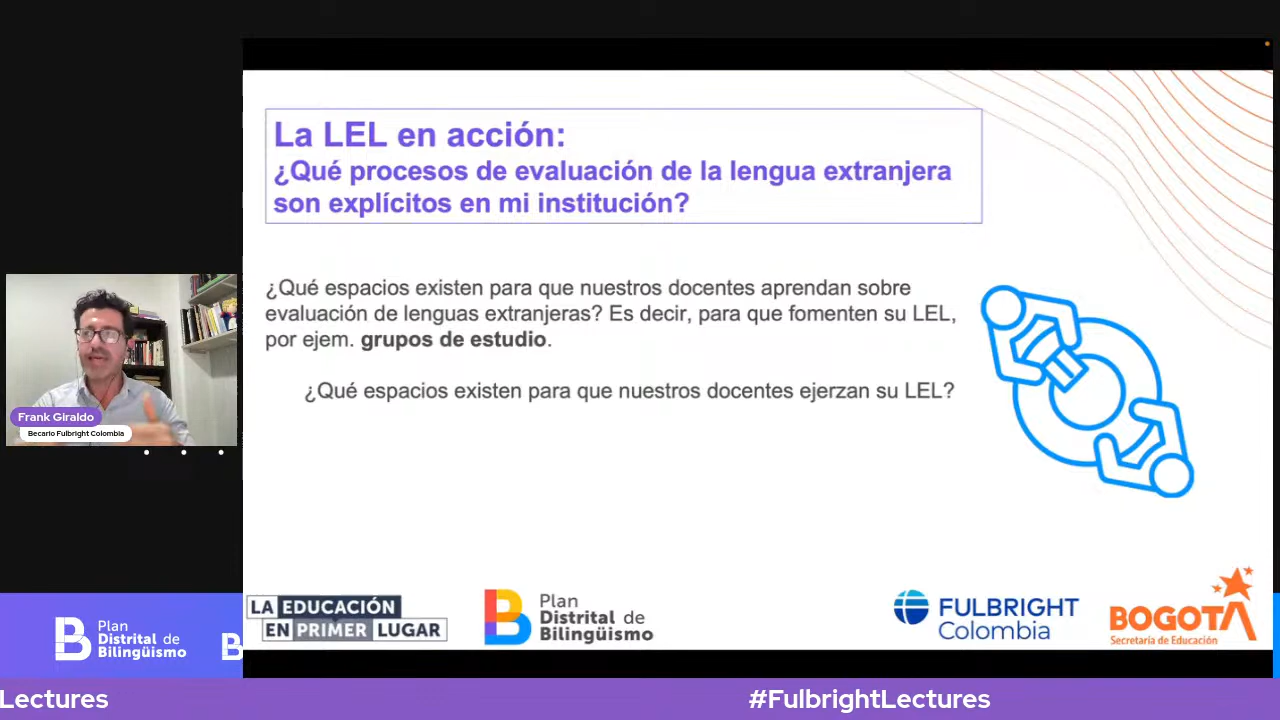 La LEL en acción:
¿Qué procesos de evaluación de la lengua extranjera
son explícitos en mi institución?
¿Qué espacios existen para que nuestros docentes aprendan sobre
evaluación de lenguas extranjeras? Es decir, para que fomenten su LEL,
por ejem. grupos de estudio.
¿Qué espacios existen para que nuestros docentes ejerzan su LEL?
Frank Giraldo
Becario Fulbright Colombia
LA EDUCACIÓN
EN PRIMER LUGAR
B Plan
Distrital de
Bilingüismo
FULBRIGHT
Colombia
BOGOTÁ
Secretaría de Educación
B Plan
Distrital de
Bilingüismo
B
Lectures
#FulbrightLectures